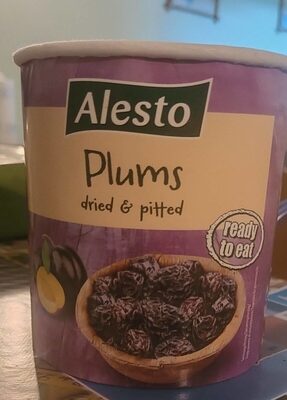 Alesto
Plums
dried & pitted
ready
to eat